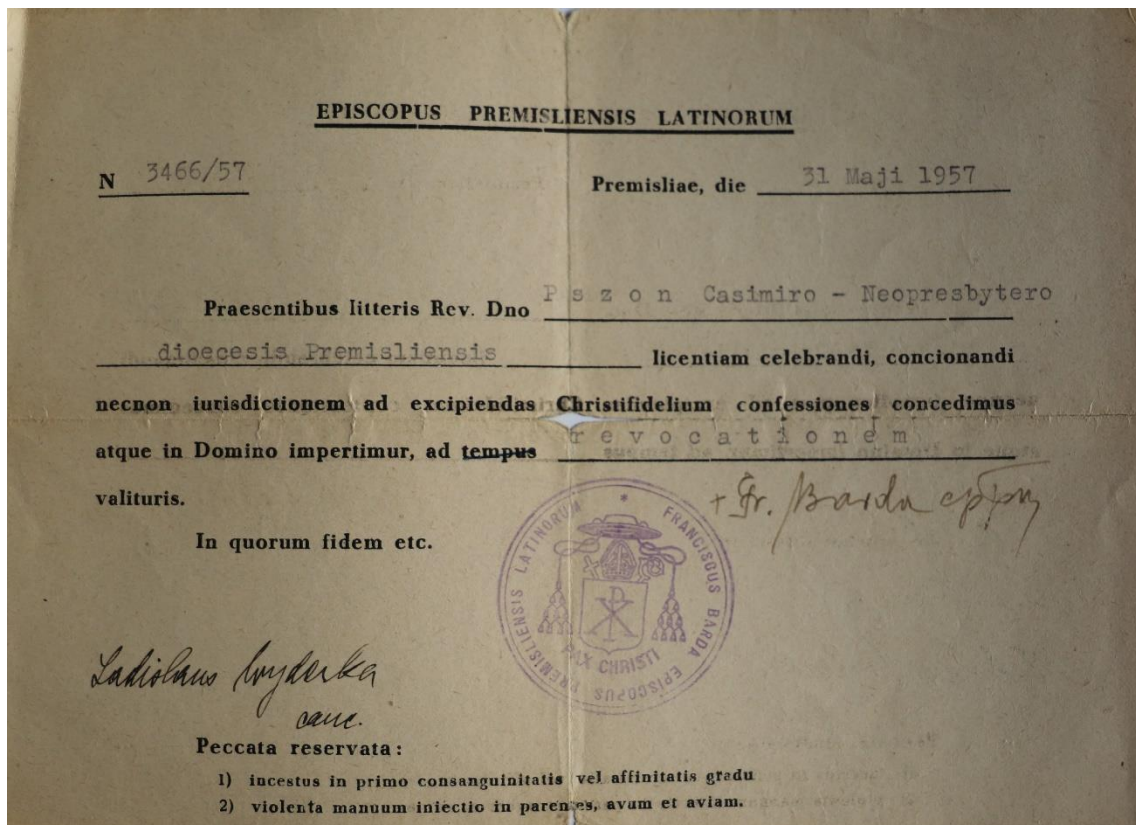 EPISCOPUS PREMISLIENSIS LATINORUM
N 3466/57
Premisliae, die 31 Maji 1957
Praesentibus litteris Rev. Dno Pszon Casimiro - Neopresbytero
dioecesis Premisliensis licentiam celebrandi, concionandi
necnon iurisdictionem ad excipiendas Christifidelium confessiones concedimus
atque in Domino impertimur, ad tempus revocationem
valituris.
+ Fr. Barda
In quorum fidem etc.
FRANCISCUS BARDA EPISCOPUS PREMISLIENSIS LATINORUM
PAX CHRISTI
Ladislaus Wyderka
canc.
Peccata reservata:
1) incestus in primo consanguinitatis vel affinitatis gradu
2) violenta manuum iniectio in parentes, avum et aviam.